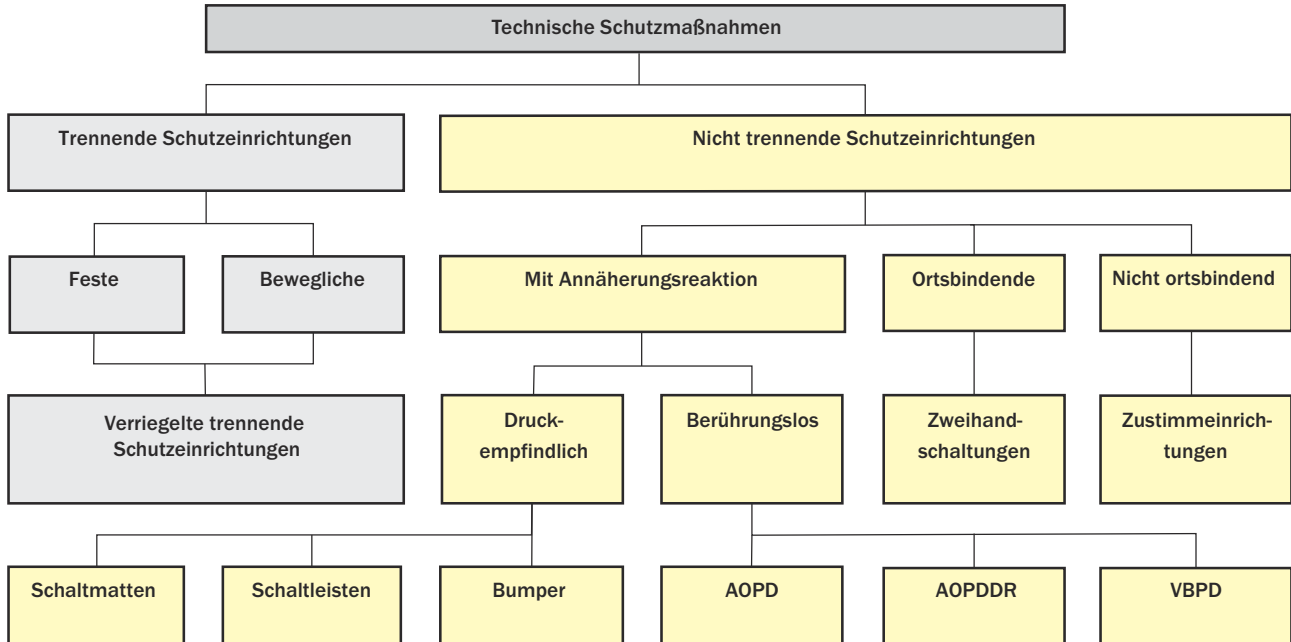 Technische Schutzmaßnahmen
Trennende Schutzeinrichtungen
Nicht trennende Schutzeinrichtungen
Feste
Bewegliche
Mit Annäherungsreaktion
Ortsbindende
Nicht ortsbindend
Verriegelte trennende
Schutzeinrichtungen
Druck-
empfindlich
Berührungslos
Zweihand-
schaltungen
Zustimmeinrich-
tungen
Schaltmatten
Schaltleisten
Bumper
AOPD
AOPDDR
VBPD